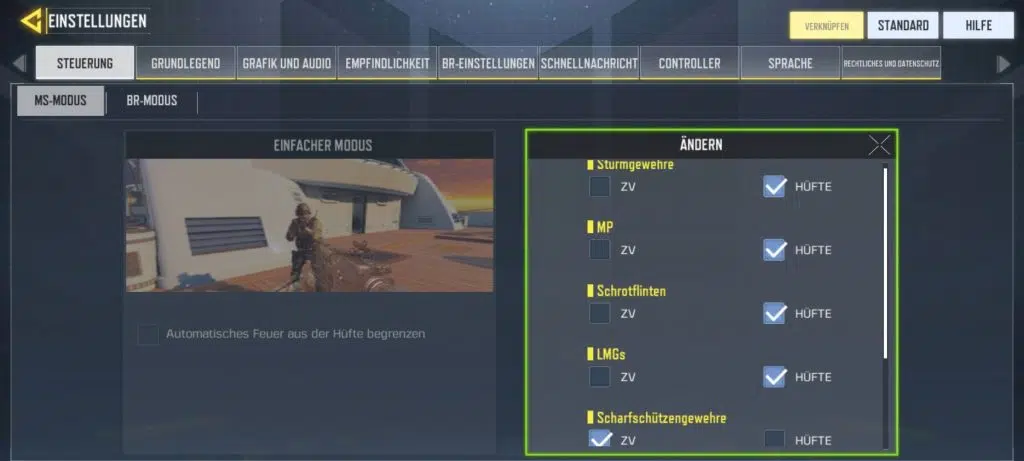 EINSTELLUNGEN
VERKNÜPFEN
STANDARD
HILFE
STEUERUNG
GRUNDLEGEND
GRAFIK UND AUDIO
EMPFINDLICHKEIT
BR-EINSTELLUNGEN
SCHNELLNACHRICHT
CONTROLLER
SPRACHE
RECHTLICHES UND DATENSCHUTZ
MS-MODUS
BR-MODUS
EINFACHER MODUS
Automatisches Feuer aus der Hüfte begrenzen
ÄNDERN
Sturmgewehre
ZV HÜFTE
MP
ZV HÜFTE
Schrotflinten
ZV HÜFTE
LMGs
ZV HÜFTE
Scharfschützengewehre
ZV HÜFTE